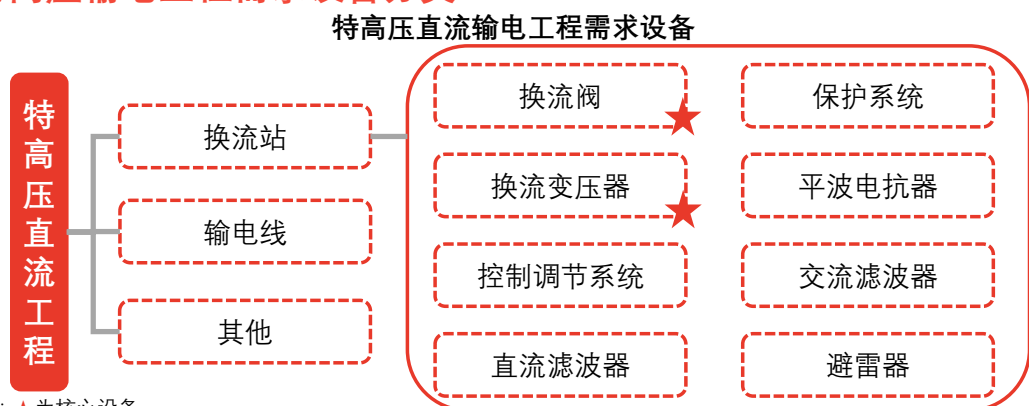 特高压直流输电工程需求设备
特高压直流工程
换流站
输电线
其他
换流阀
保护系统
换流变压器
平波电抗器
控制调节系统
交流滤波器
直流滤波器
避雷器